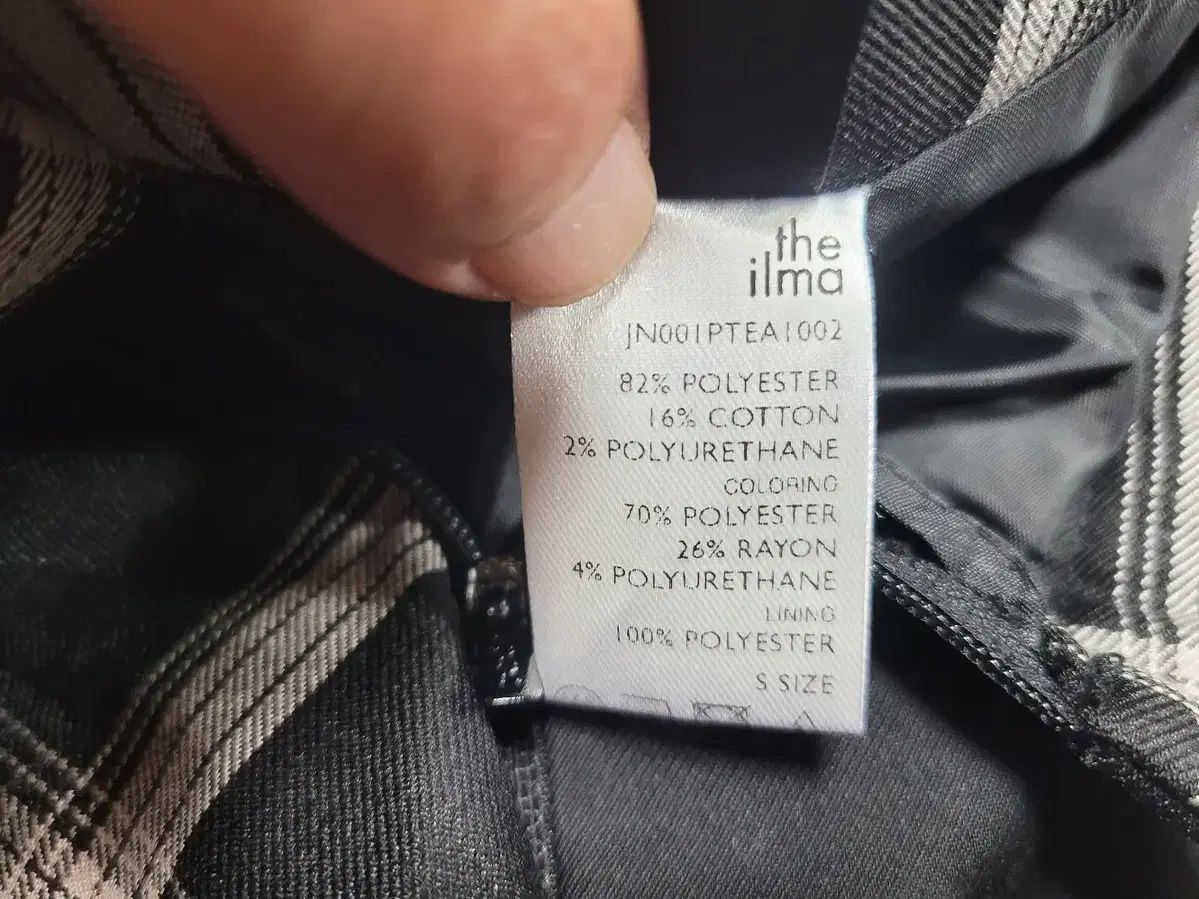 the
ilma
JN001PTEA1002
82% POLYESTER
16% COTTON
2% POLYURETHANE
COLORING
70% POLYESTER
26% RAYON
4% POLYURETHANE
LINING
100% POLYESTER
S SIZE